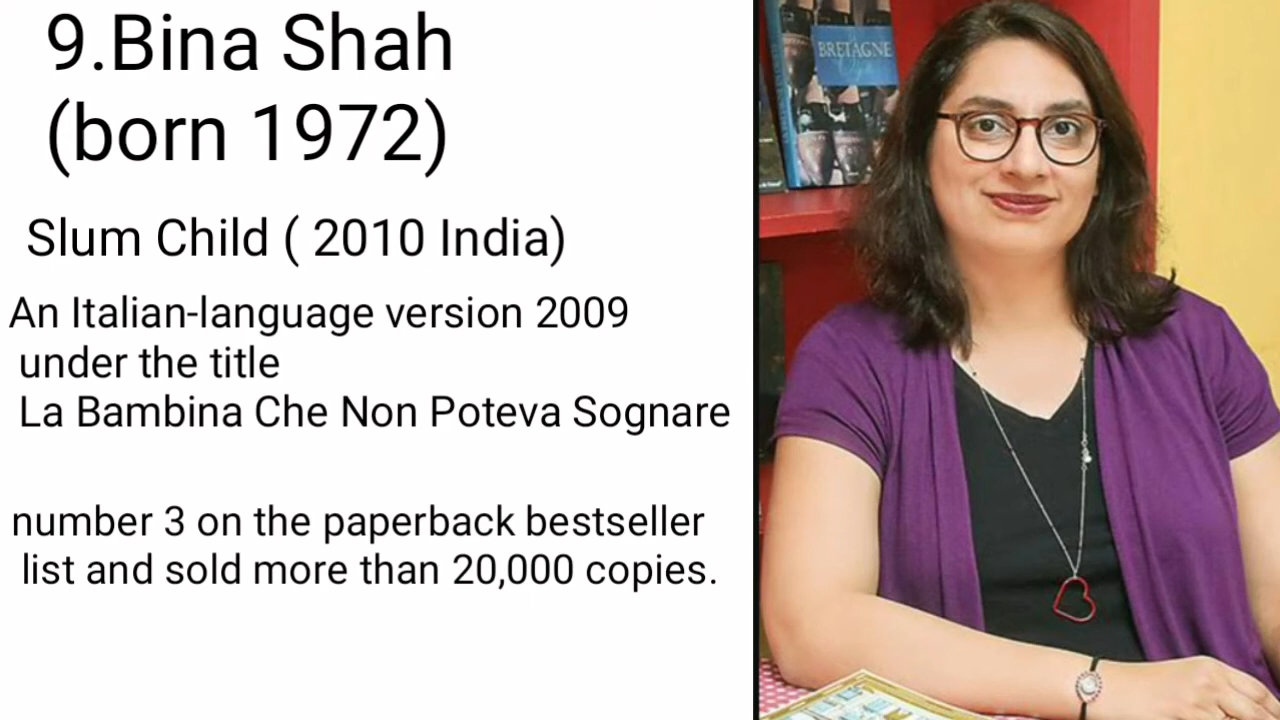 9.Bina Shah
(born 1972)
Slum Child ( 2010 India)
An Italian-language version 2009
under the title
La Bambina Che Non Poteva Sognare
number 3 on the paperback bestseller
list and sold more than 20,000 copies.
BRETAGNE